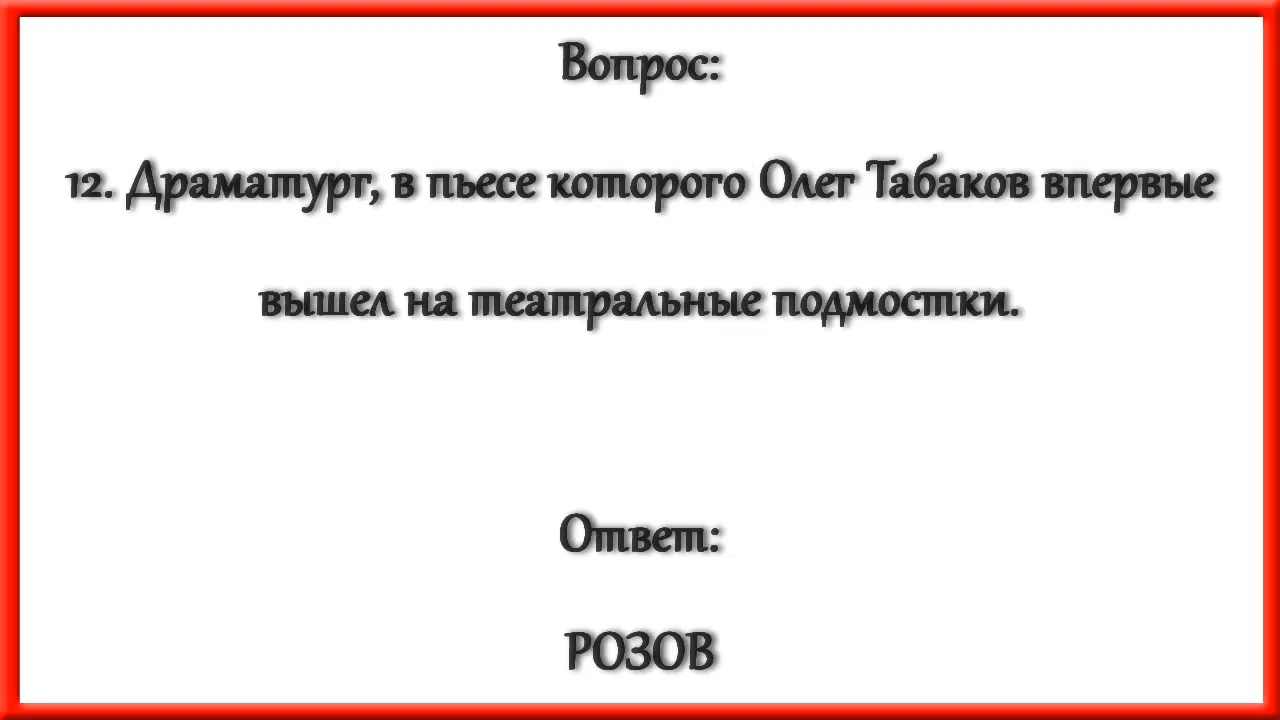 Вопрос:
12. Драматург, в пьесе которого Олег Табаков впервые
вышел на театральные подмостки.
Ответ:
РОЗОВ